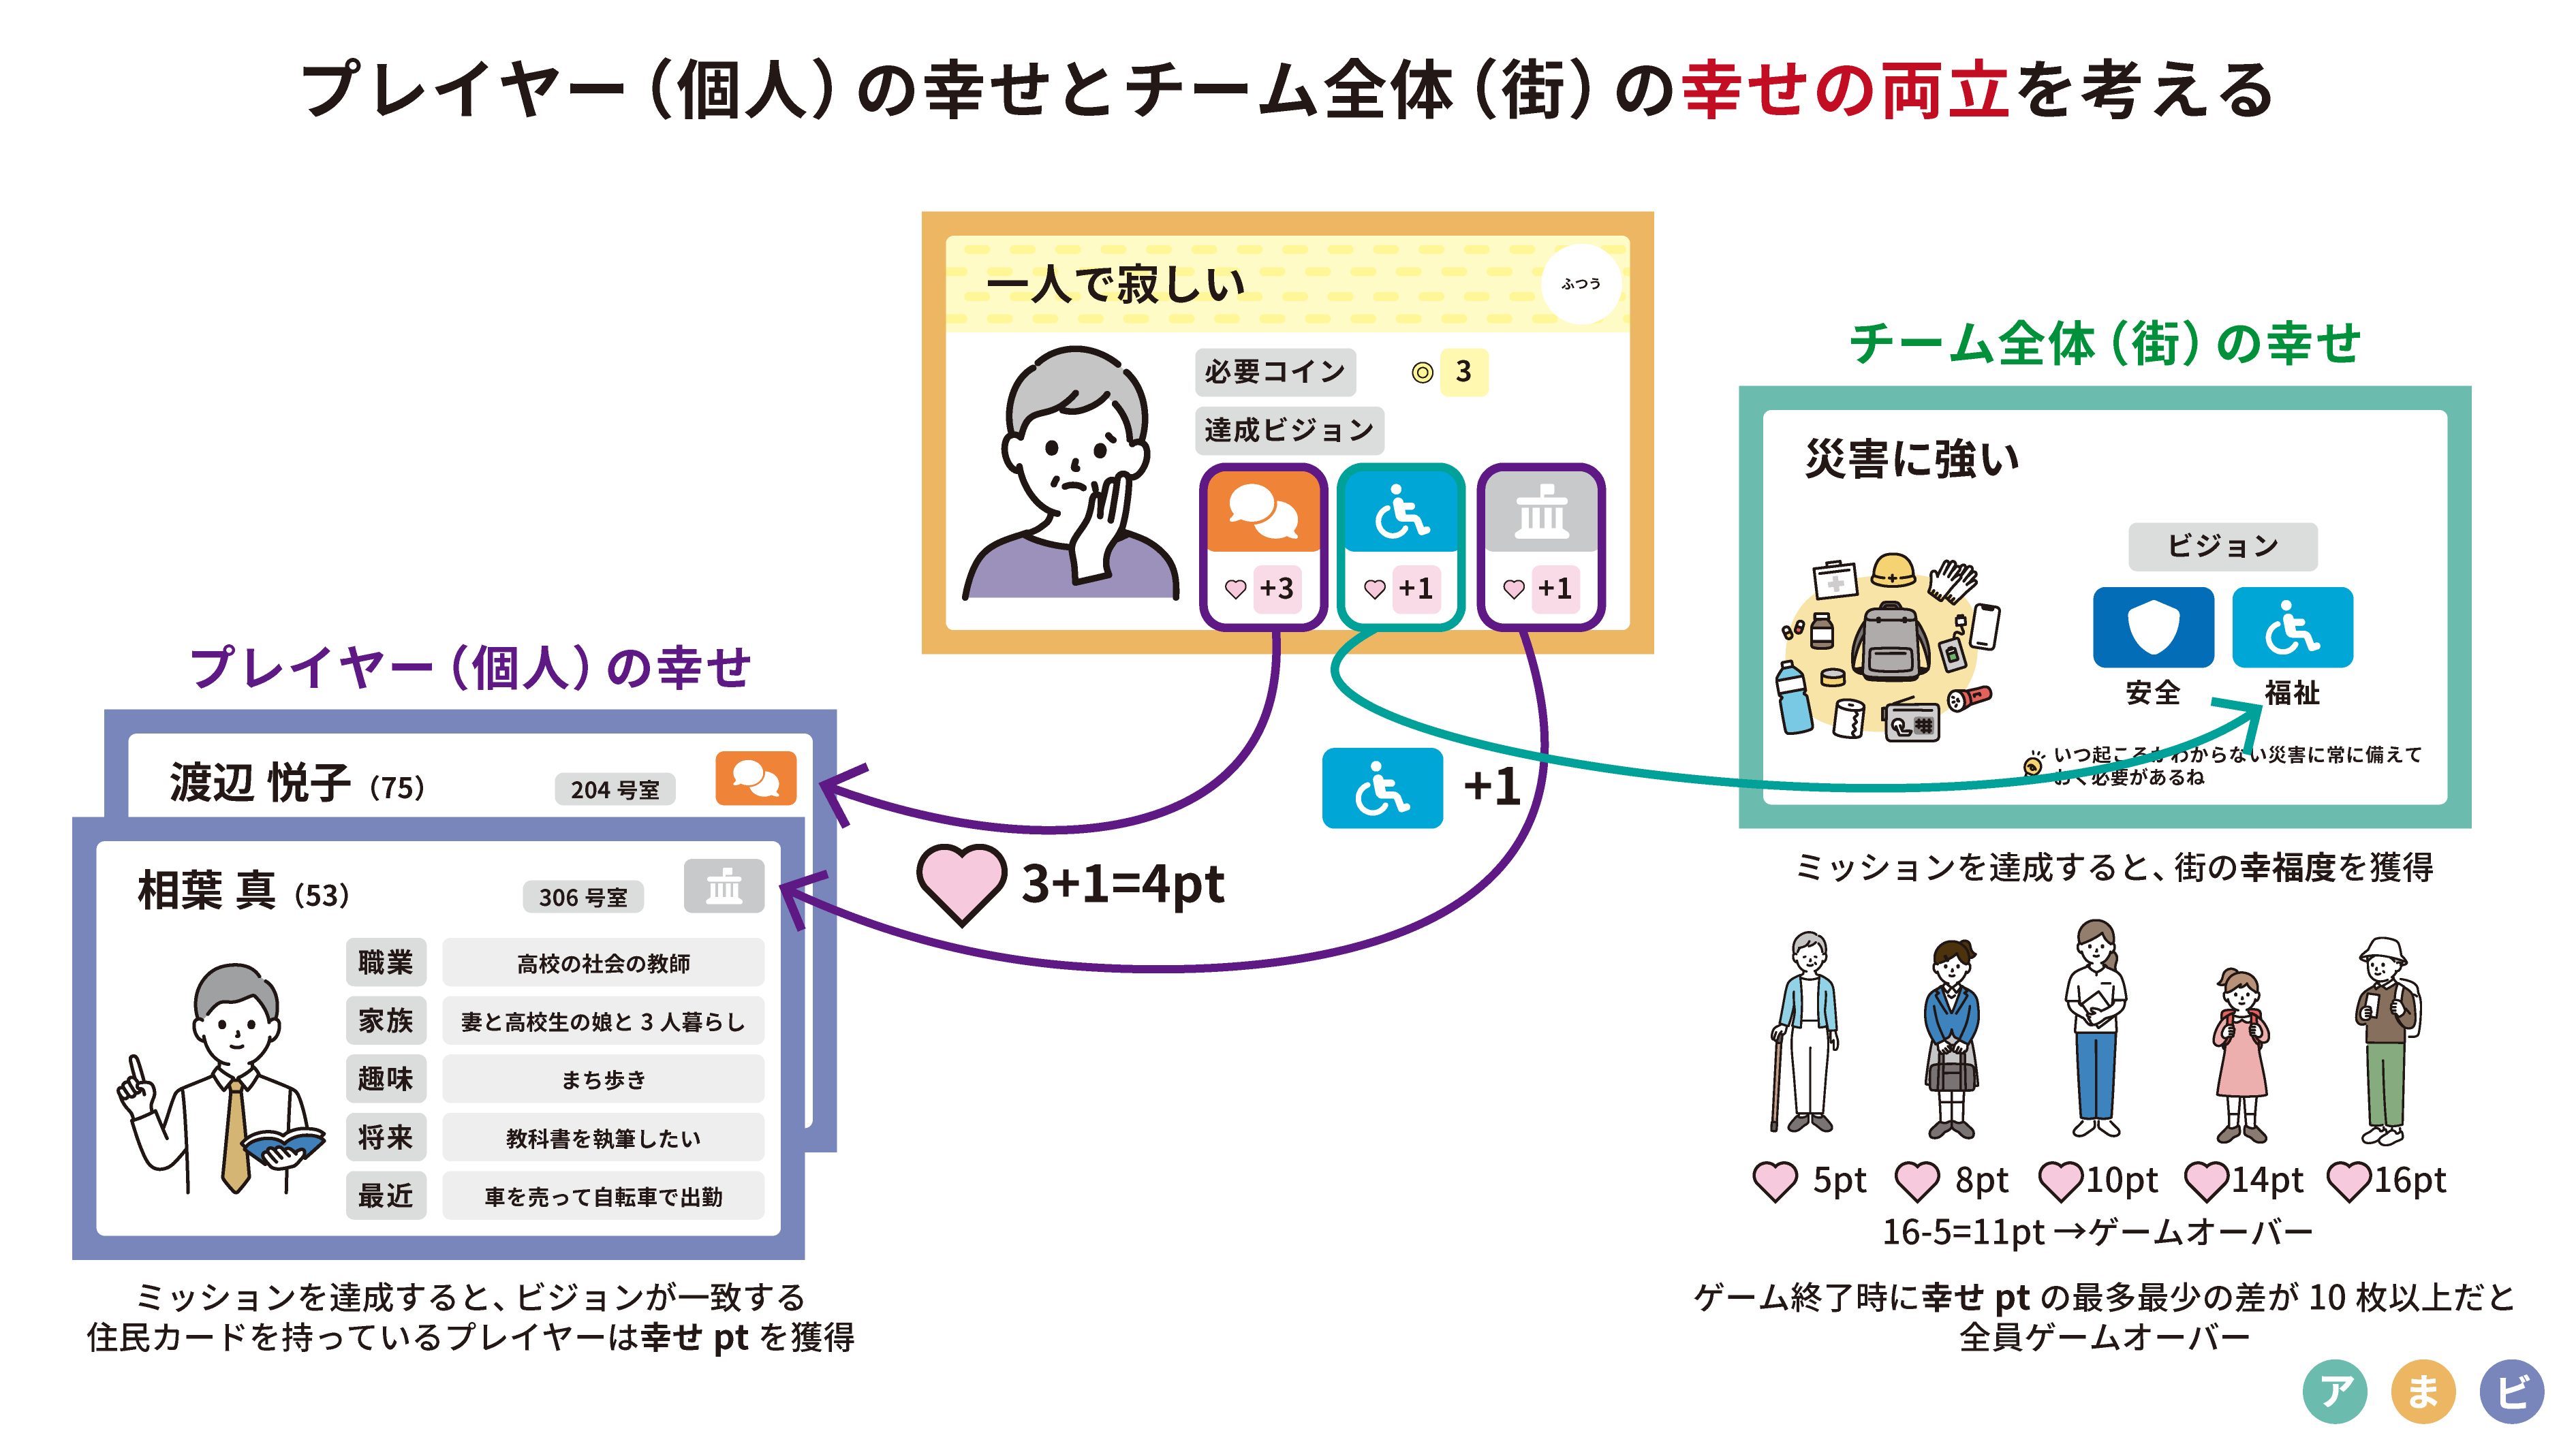 プレイヤー（個人）の幸せとチーム全体（街）の幸せの両立を考える
一人で寂しい
ふつう
必要コイン
3
達成ビジョン
+3
+1
+1
チーム全体（街）の幸せ
災害に強い
ビジョン
安全
福祉
いつ起こるかわからない災害に常に備えて
おく必要があるね
ミッションを達成すると、街の幸福度を獲得
5pt
8pt
10pt
14pt
16pt
16-5=11pt→ゲームオーバー
ゲーム終了時に幸せ pt の最多最少の差が 10 枚以上だと
全員ゲームオーバー
プレイヤー（個人）の幸せ
渡辺 悦子（75）
204 号室
相葉 真（53）
306 号室
職業
高校の社会の教師
家族
妻と高校生の娘と 3 人暮らし
趣味
まち歩き
将来
教科書を執筆したい
最近
車を売って自転車で出勤
ミッションを達成すると、ビジョンが一致する
住民カードを持っているプレイヤーは幸せ pt を獲得
+1
3+1=4pt
ア ま ビ